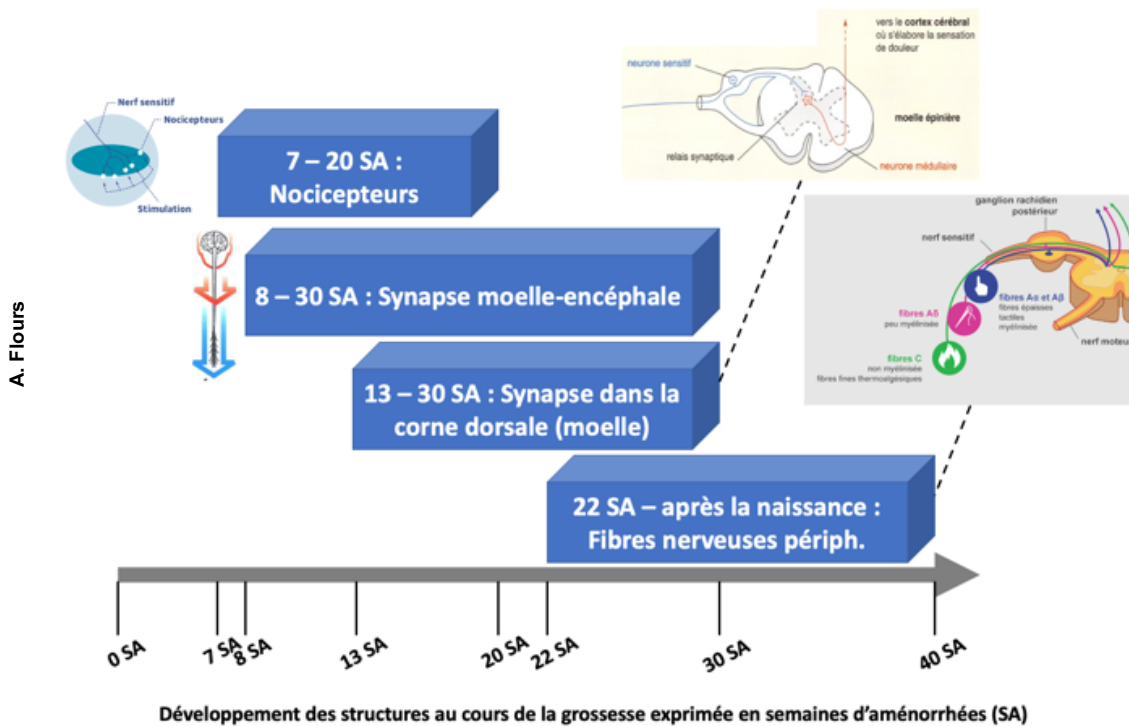 vers le cortex cérébral
où s'élabore la sensation
de douleur
neurone sensitif
moelle épinière
relais synaptique
neurone médullaire
Nerf sensitif
Nocicepteurs
Stimulation
7 – 20 SA :
Nocicepteurs
ganglion rachidien
postérieur
nerf sensitif
8 – 30 SA : Synapse moelle-encéphale
fibres Aα et Aβ
fibres épaisses
tactiles
myélinisée
fibres Aδ
peu myélinisée
nerf moteu
fibres C
non myélinisée
fibres fines thermoalgésiques
A. Flours
13 – 30 SA : Synapse dans la
corne dorsale (moelle)
22 SA – après la naissance :
Fibres nerveuses périph.
0 SA
7 SA
8 SA
13 SA
20 SA
22 SA
30 SA
40 SA
Développement des structures au cours de la grossesse exprimée en semaines d'aménorrhées (SA)